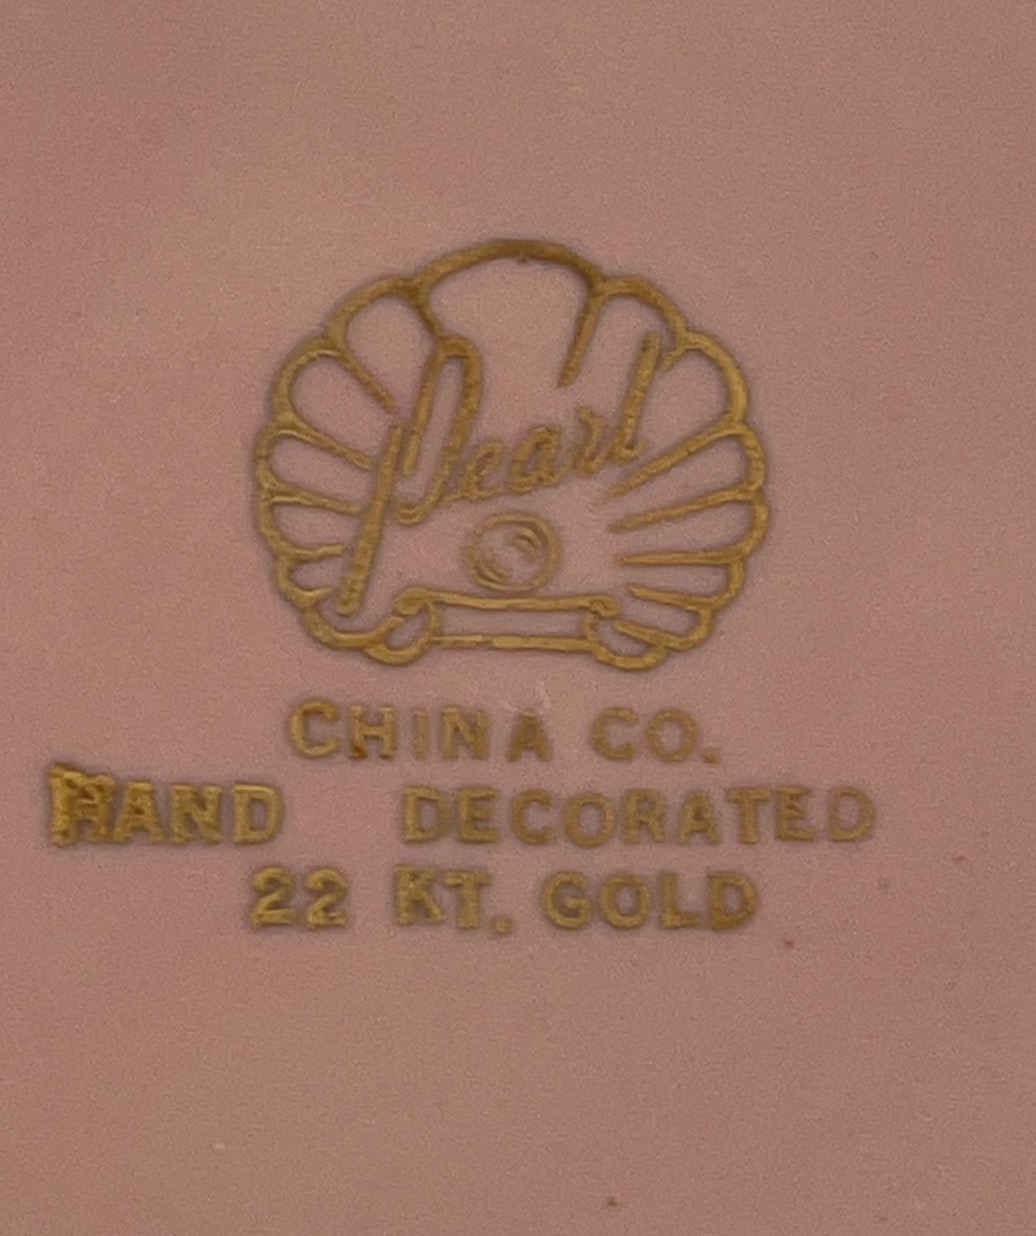 Pearl
CHINA CO.
HAND DECORATED
22 KT. GOLD